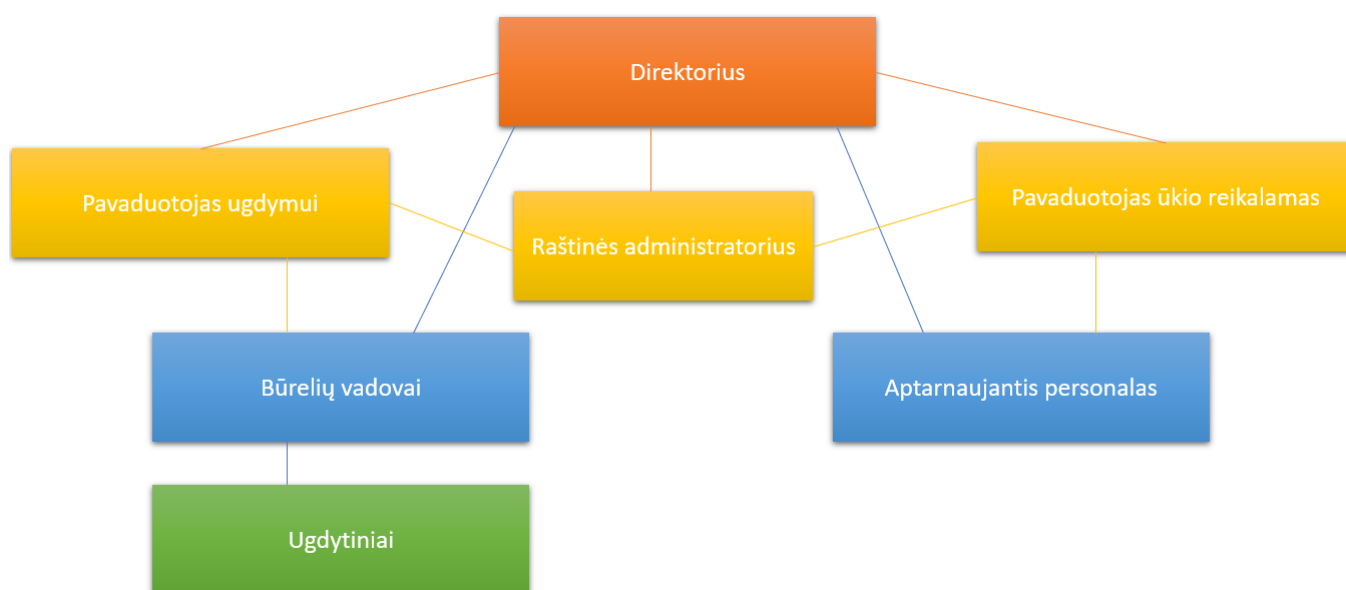 Direktorius
Pavaduotojas ugdymui
Raštinės administratorius
Pavaduotojas ūkio reikalamas
Būrelių vadovai
Aptarnaujantis personalas
Ugdytiniai